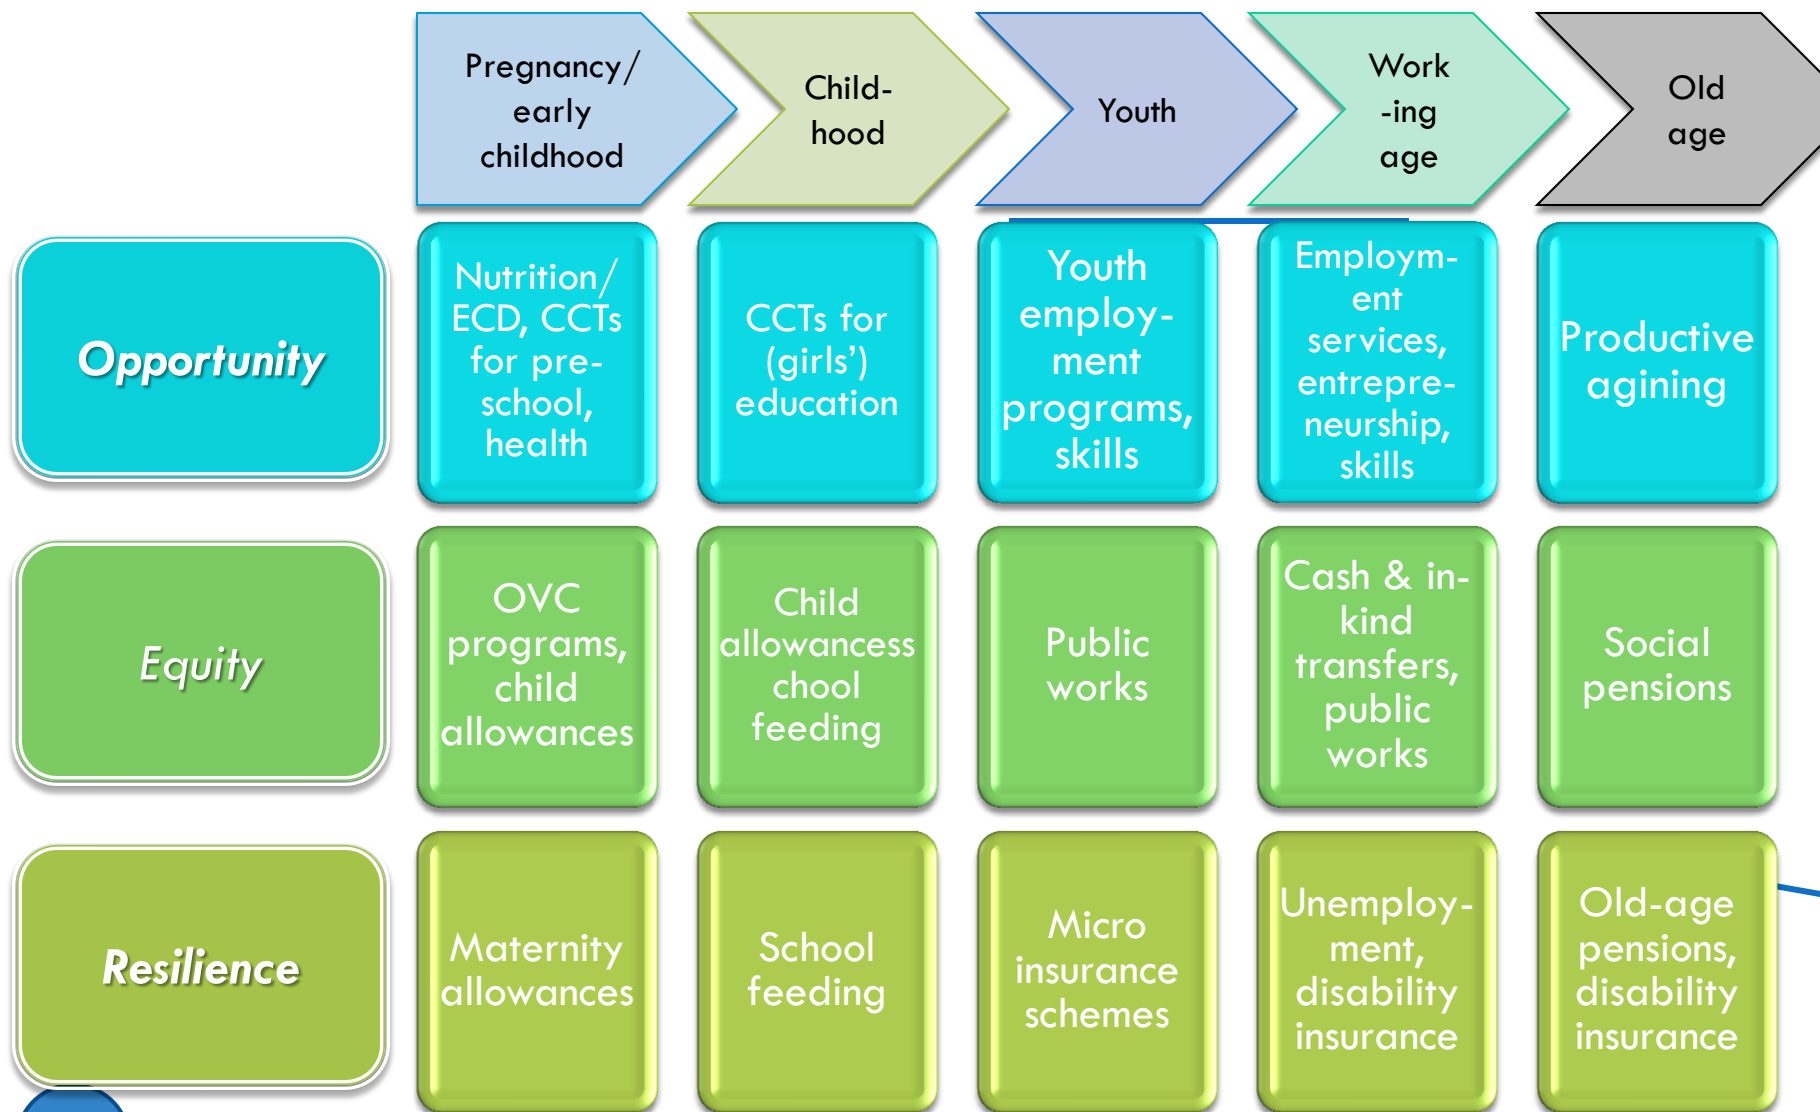 Pregnancy/
early
childhood
Child-
hood
Youth
Work
-ing
age
Old
age
Opportunity
Nutrition/
ECD, CCTs
for pre-
school,
health
CCTs for
(girls’)
education
Youth
employ-
ment
programs,
skills
Employm-
ent
services,
entrepre-
neurship,
skills
Productive
agining
Equity
OVC
programs,
child
allowances
Child
allowancess
chool
feeding
Public
works
Cash & in-
kind
transfers,
public
works
Social
pensions
Resilience
Maternity
allowances
School
feeding
Micro
insurance
schemes
Unemploy-
ment,
disability
insurance
Old-age
pensions,
disability
insurance